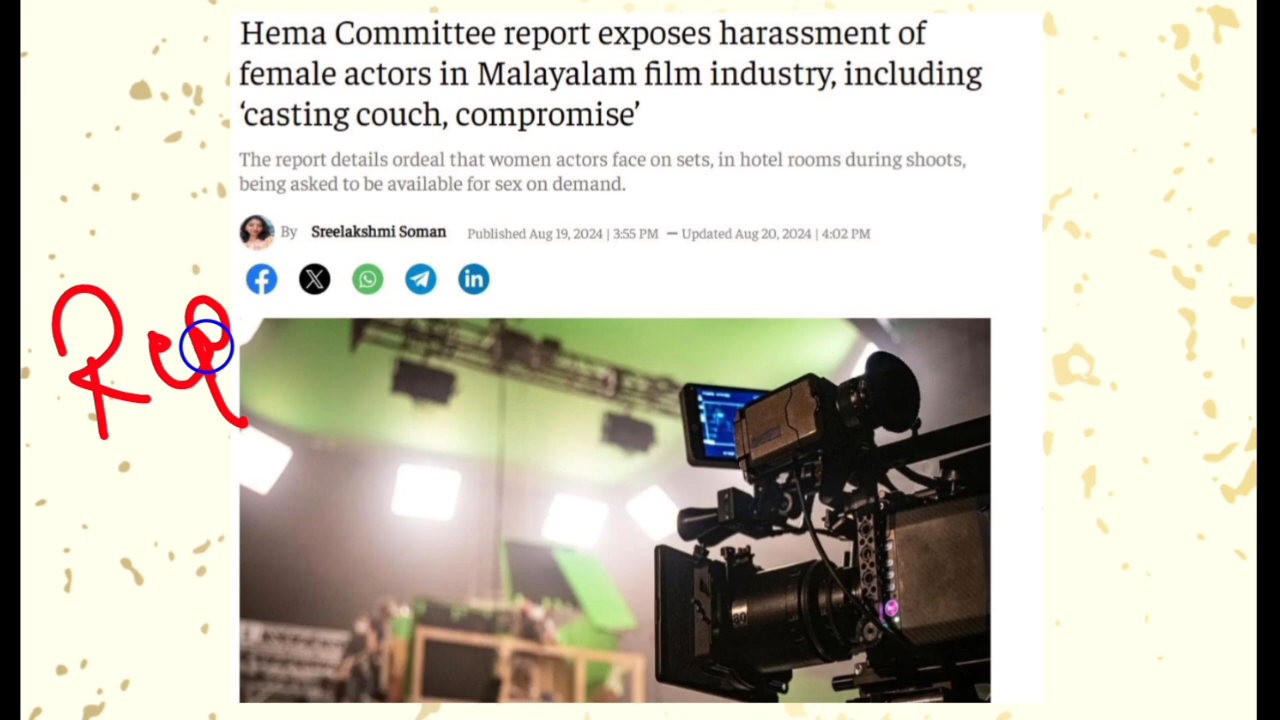 Hema Committee report exposes harassment of
female actors in Malayalam film industry, including
‘casting couch, compromise’
The report details ordeal that women actors face on sets, in hotel rooms during shoots,
being asked to be available for sex on demand.
By Sreelakshmi Soman Published Aug 19, 2024 | 3:55 PM — Updated Aug 20, 2024 | 4:02 PM
80